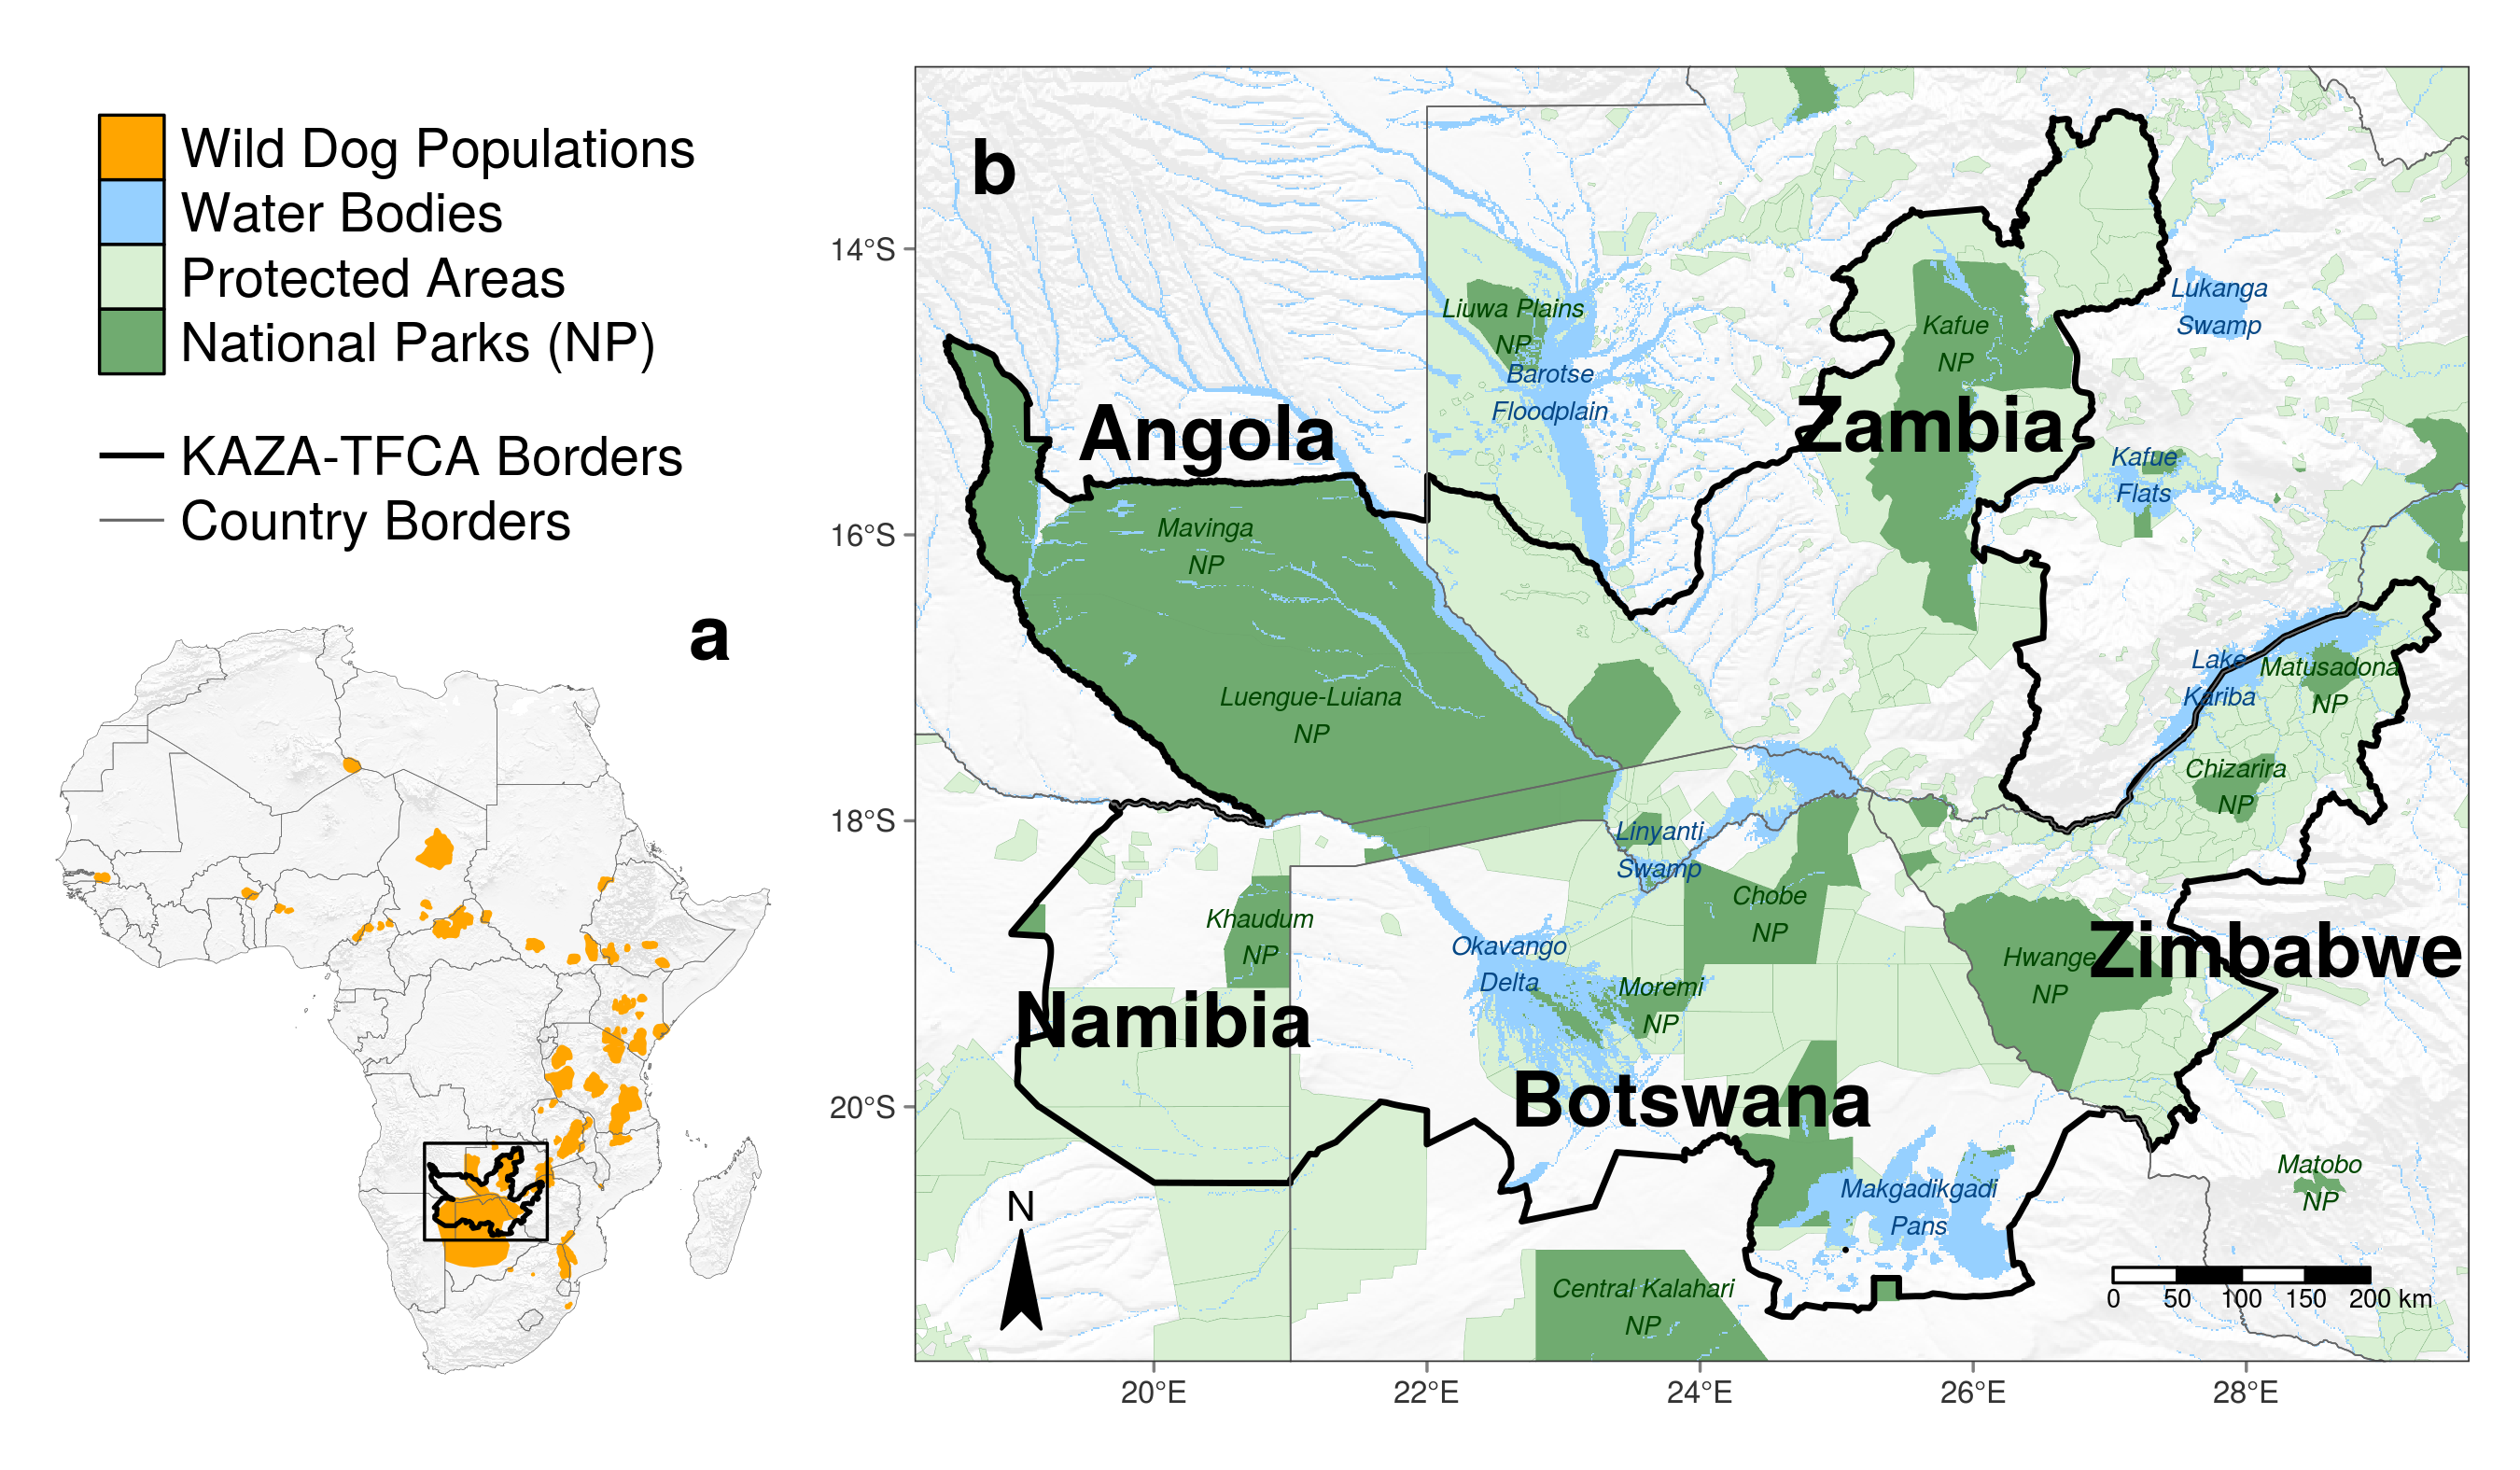 Wild Dog Populations
Water Bodies
Protected Areas
National Parks (NP)
KAZA-TFCA Borders
Country Borders
a
b
14°S
16°S
18°S
20°S
20°E
22°E
24°E
26°E
28°E
Angola
Zambia
Namibia
Botswana
Zimbabwe
Liuwa Plains
NP
Barotse
Floodplain
Kafue
NP
Lukanga
Swamp
Kafue
Flats
Mavinga
NP
Luengue-Luiana
NP
Lake
Kariba
Matusadona
NP
Chizarira
NP
Linyanti
Swamp
Chobe
NP
Khaudum
NP
Okavango
Delta
Moremi
NP
Hwange
NP
Makgadikgadi
Pans
Matobo
NP
Central Kalahari
NP
N
0 50 100 150 200 km